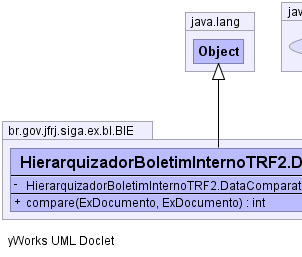 java.lang
Object
br.gov.jfrj.siga.ex.bl.BIE
HierarquizadorBoletimInternoTRF2.D
- HierarquizadorBoletimInternoTRF2.DataComparat
+ compare(ExDocumento, ExDocumento) : int
yWorks UML Doclet